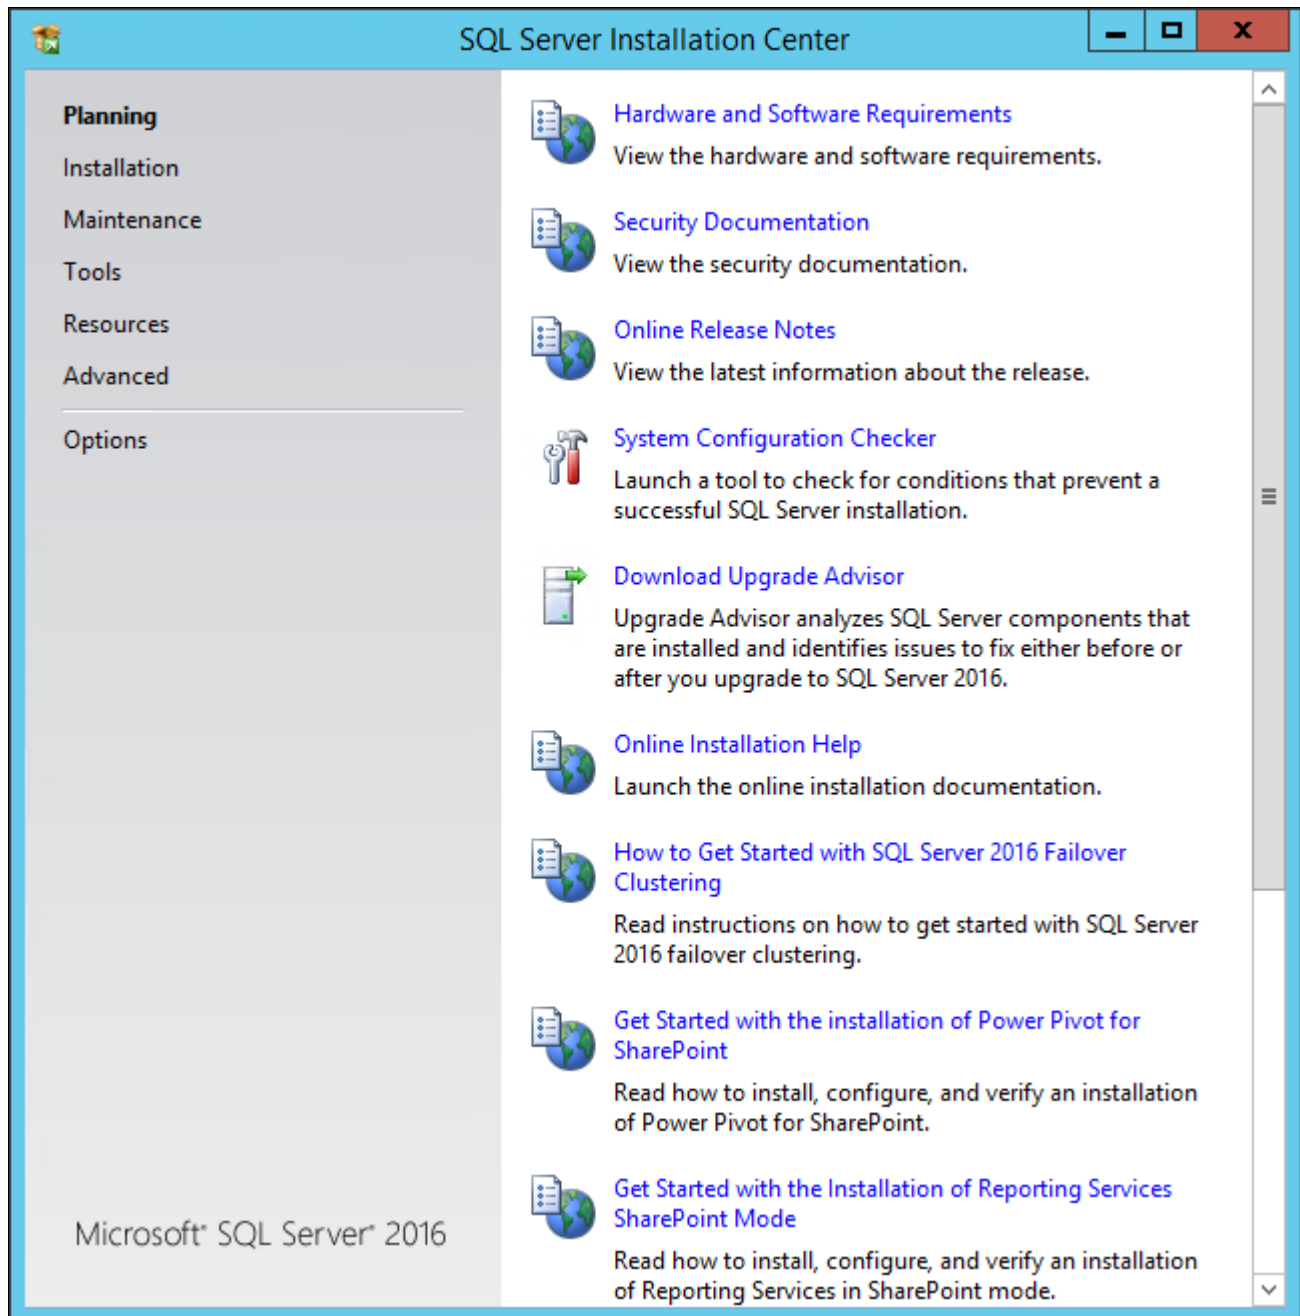 SQL Server Installation Center
Planning
Installation
Maintenance
Tools
Resources
Advanced
Options
Microsoft® SQL Server® 2016
Hardware and Software Requirements
View the hardware and software requirements.
Security Documentation
View the security documentation.
Online Release Notes
View the latest information about the release.
System Configuration Checker
Launch a tool to check for conditions that prevent a
successful SQL Server installation.
Download Upgrade Advisor
Upgrade Advisor analyzes SQL Server components that
are installed and identifies issues to fix either before or
after you upgrade to SQL Server 2016.
Online Installation Help
Launch the online installation documentation.
How to Get Started with SQL Server 2016 Failover
Clustering
Read instructions on how to get started with SQL Server
2016 failover clustering.
Get Started with the installation of Power Pivot for
SharePoint
Read how to install, configure, and verify an installation
of Power Pivot for SharePoint.
Get Started with the Installation of Reporting Services
SharePoint Mode
Read how to install, configure, and verify an installation
of Reporting Services in SharePoint mode.